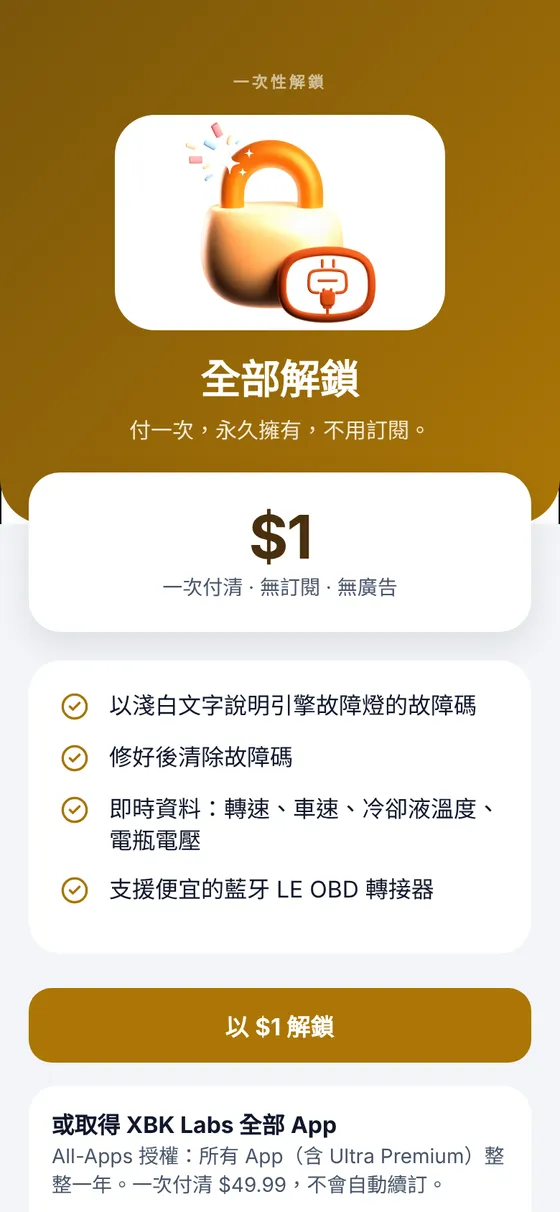 一次性解鎖
全部解鎖
付一次，永久擁有，不用訂閱。
$1
一次付清 · 無訂閱 · 無廣告
以淺白文字說明引擎故障燈的故障碼
修好後清除故障碼
即時資料：轉速、車速、冷卻液溫度、
電瓶電壓
支援便宜的藍牙 LE OBD 轉接器
以 $1 解鎖
或取得 XBK Labs 全部 App
All-Apps 授權：所有 App（含 Ultra Premium）整
整一年。一次付清 $49.99，不會自動續訂。